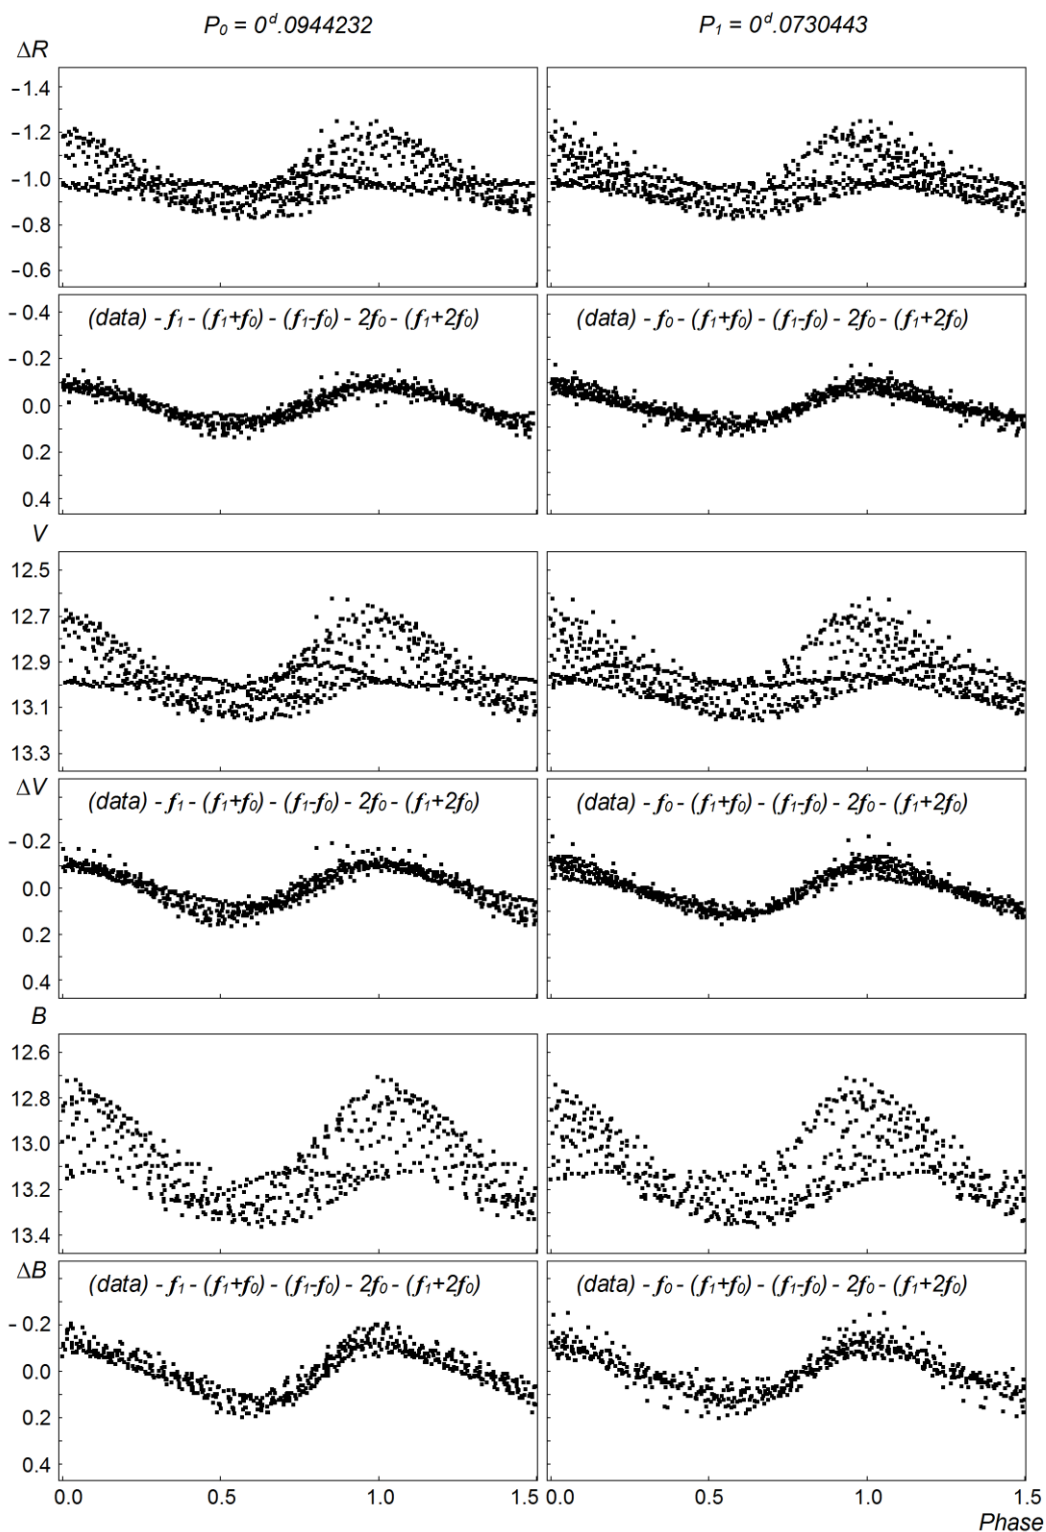 P₀ = 0ᵈ.0944232 P₁ = 0ᵈ.0730443
ΔR
-1.4
-1.2
-1.0
-0.8
-0.6
-0.4
(data) - f₁ - (f₁+f₀) - (f₁-f₀) - 2f₀ - (f₁+2f₀) (data) - f₀ - (f₁+f₀) - (f₁-f₀) - 2f₀ - (f₁+2f₀)
-0.2
0.0
0.2
0.4
V
12.5
12.7
12.9
13.1
13.3
ΔV
(data) - f₁ - (f₁+f₀) - (f₁-f₀) - 2f₀ - (f₁+2f₀) (data) - f₀ - (f₁+f₀) - (f₁-f₀) - 2f₀ - (f₁+2f₀)
-0.2
0.0
0.2
0.4
B
12.6
12.8
13.0
13.2
13.4
ΔB
(data) - f₁ - (f₁+f₀) - (f₁-f₀) - 2f₀ - (f₁+2f₀) (data) - f₀ - (f₁+f₀) - (f₁-f₀) - 2f₀ - (f₁+2f₀)
-0.2
0.0
0.2
0.4
0.0 0.5 1.0 1.5 0.0 0.5 1.0 1.5
Phase